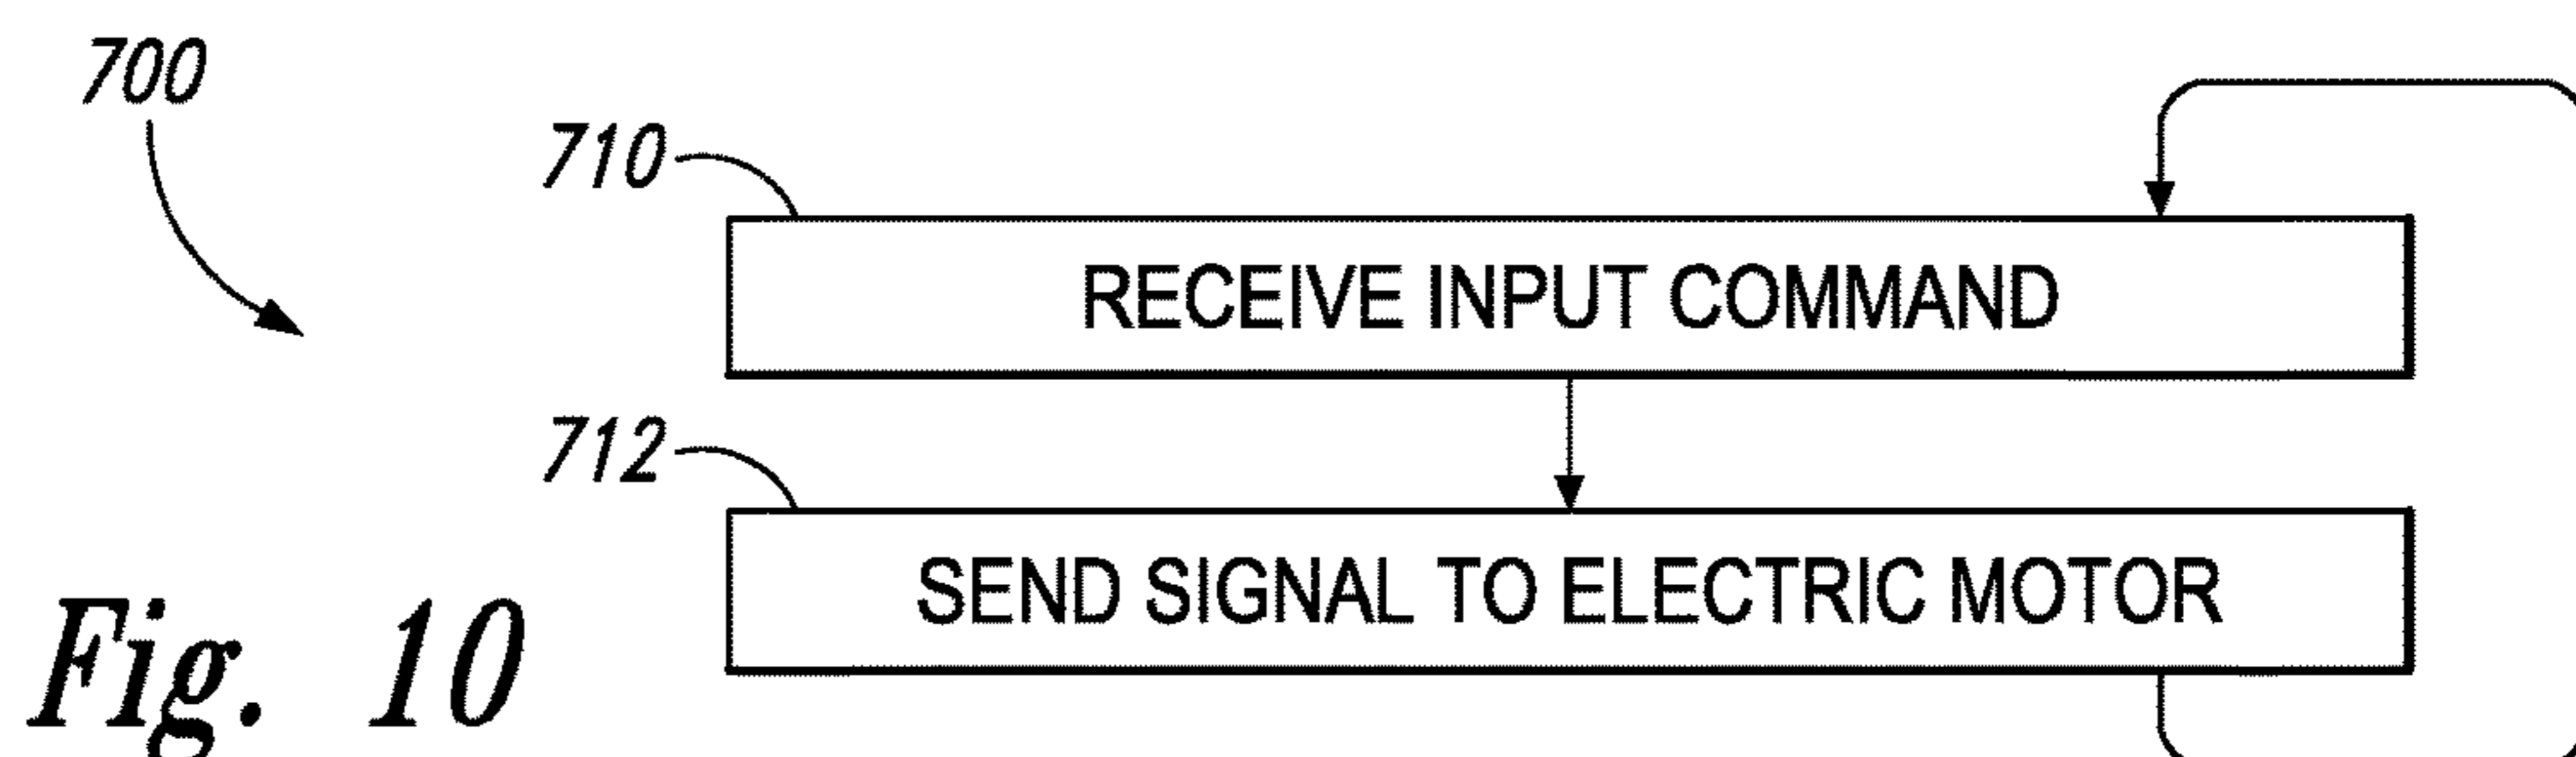 700
710
RECEIVE INPUT COMMAND
712
SEND SIGNAL TO ELECTRIC MOTOR
Fig. 10